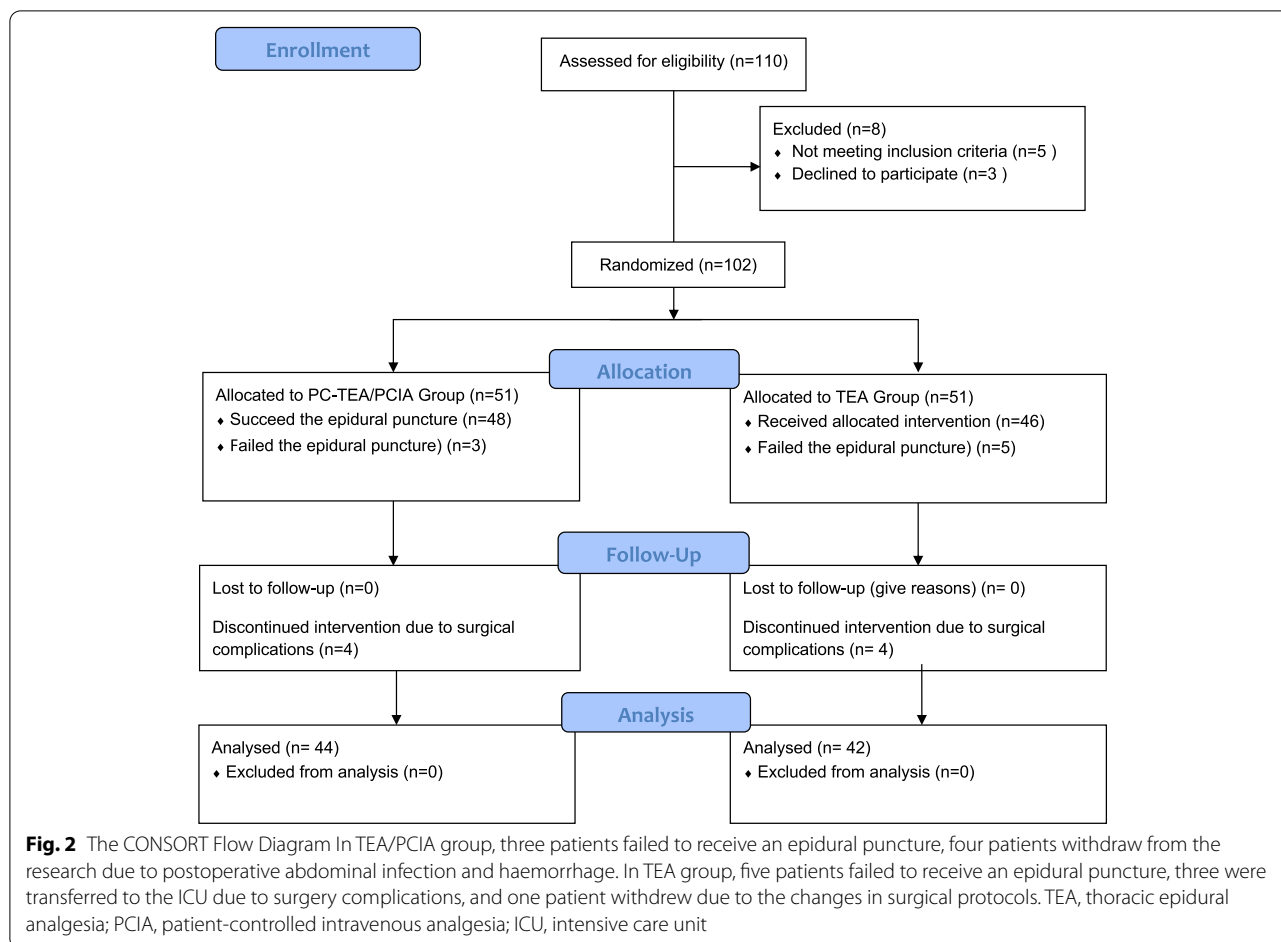 Enrollment
Assessed for eligibility (n=110)
Excluded (n=8)
♦ Not meeting inclusion criteria (n=5 )
♦ Declined to participate (n=3 )
Randomized (n=102)
Allocation
Allocated to PC-TEA/PCIA Group (n=51)
♦ Succeed the epidural puncture (n=48)
♦ Failed the epidural puncture) (n=3)
Allocated to TEA Group (n=51)
♦ Received allocated intervention (n=46)
♦ Failed the epidural puncture) (n=5)
Follow-Up
Lost to follow-up (n=0)
Discontinued intervention due to surgical
complications (n=4)
Lost to follow-up (give reasons) (n= 0)
Discontinued intervention due to surgical
complications (n= 4)
Analysis
Analysed (n= 44)
♦ Excluded from analysis (n=0)
Analysed (n= 42)
♦ Excluded from analysis (n=0)
Fig. 2 The CONSORT Flow Diagram In TEA/PCIA group, three patients failed to receive an epidural puncture, four patients withdraw from the
research due to postoperative abdominal infection and haemorrhage. In TEA group, five patients failed to receive an epidural puncture, three were
transferred to the ICU due to surgery complications, and one patient withdrew due to the changes in surgical protocols. TEA, thoracic epidural
analgesia; PCIA, patient-controlled intravenous analgesia; ICU, intensive care unit